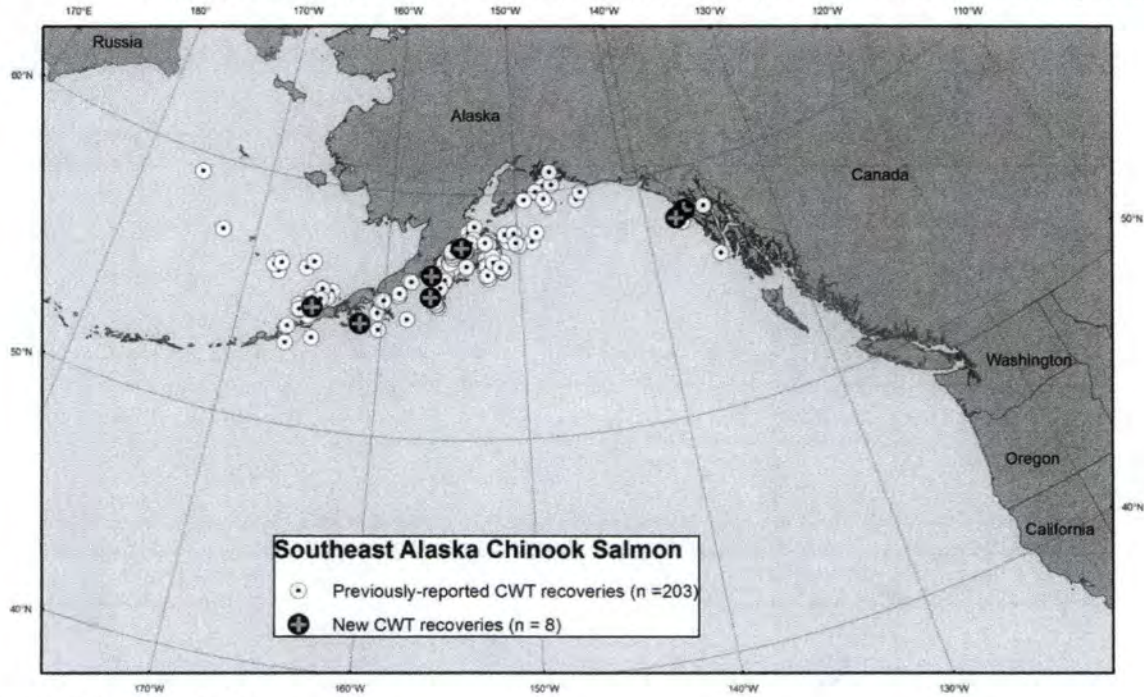 170°E 180°W 170°W 160°W 150°W 140°W 130°W 120°W 110°W
Russia
60°N
Alaska
Canada
50°N
50°N
Washington
Oregon
40°N
California
Southeast Alaska Chinook Salmon
Previously-reported CWT recoveries (n =203)
New CWT recoveries (n = 8)
40°N
170°W 160°W 150°W 140°W 130°W